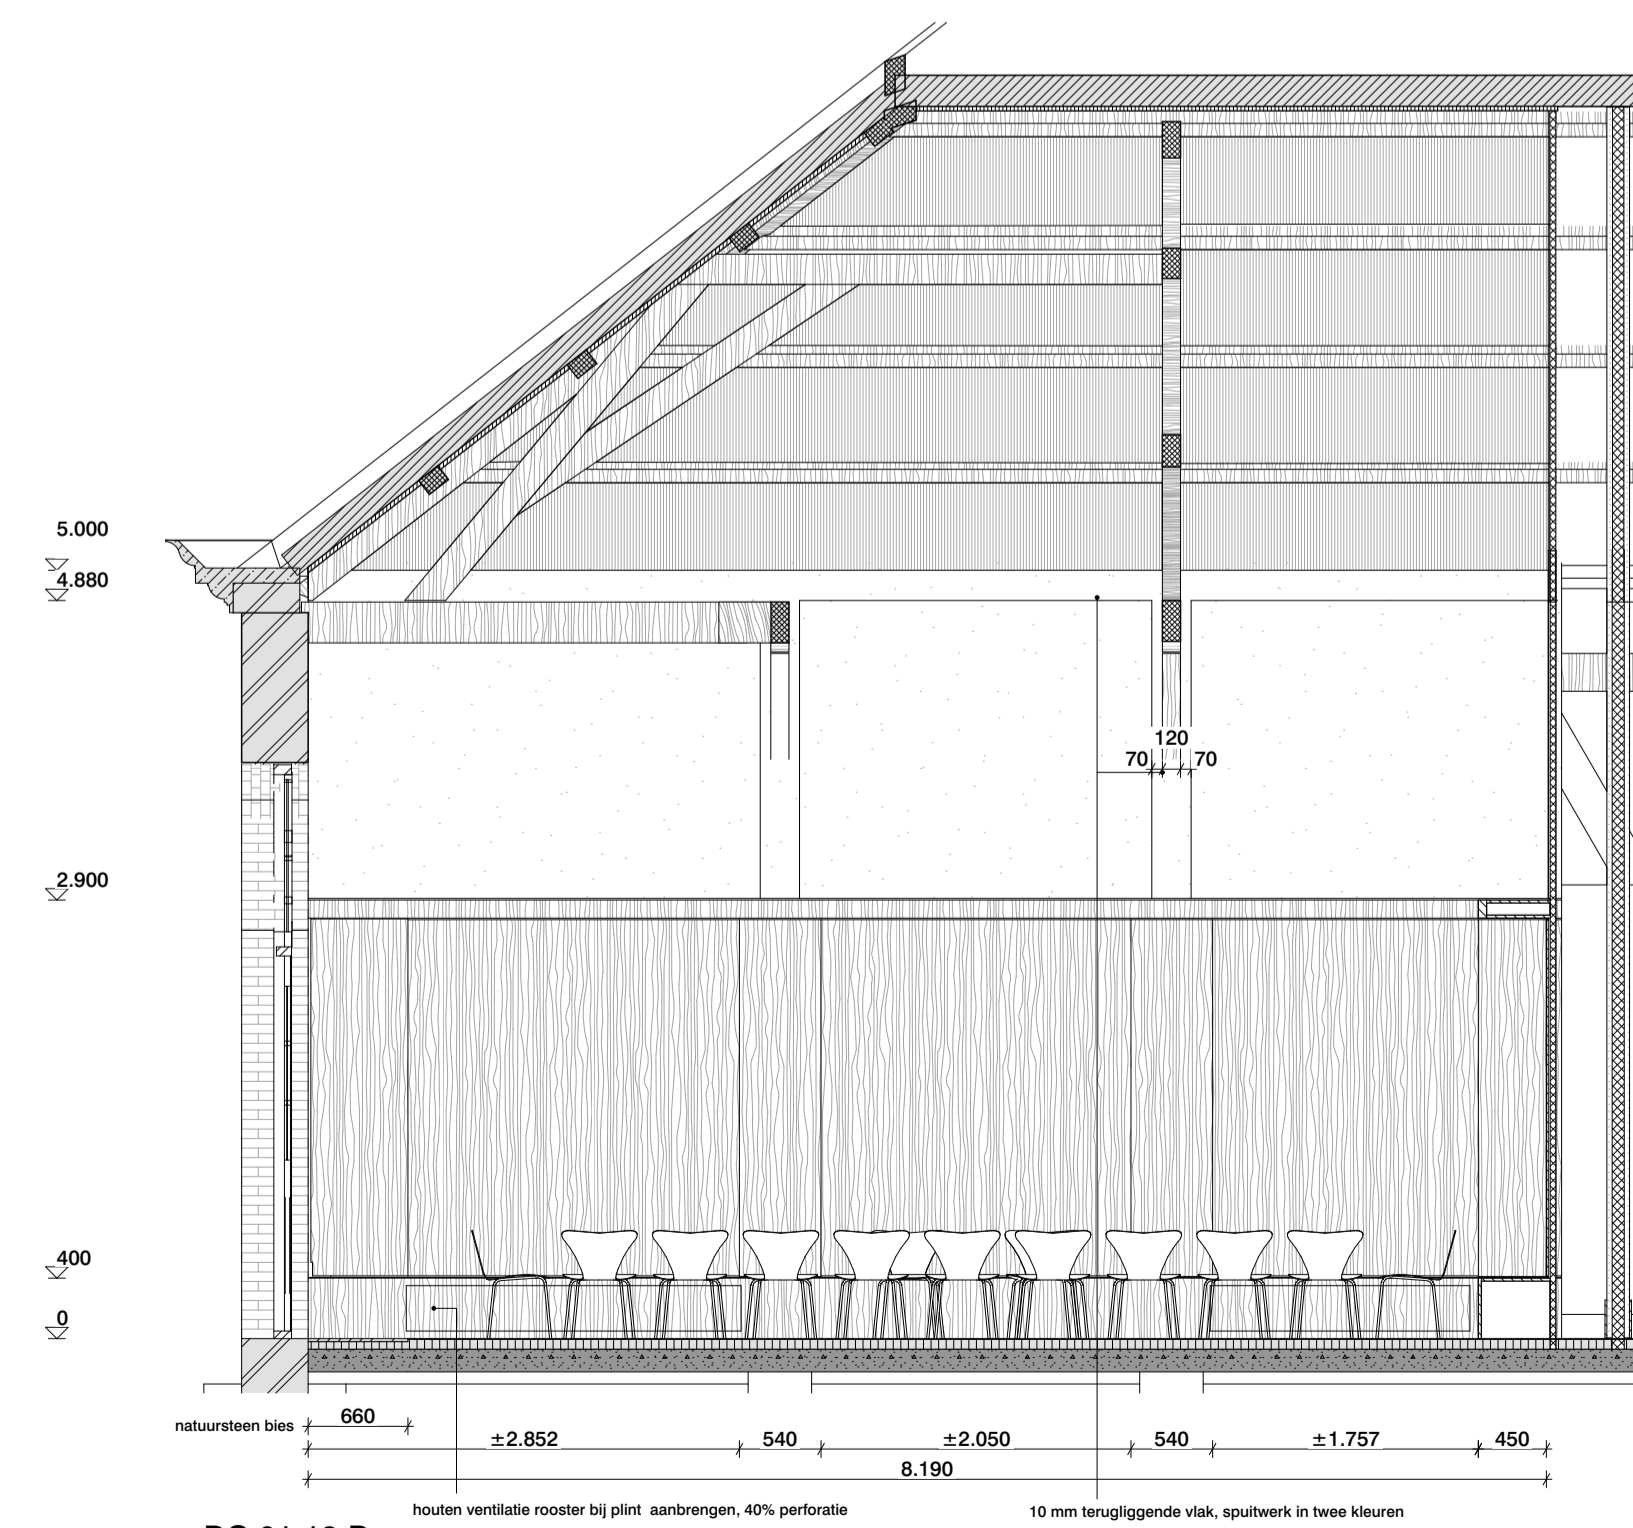 5.000
4.880
120
70 70
2.900
400
0
natuursteen bies 660
±2.852 540 ±2.050 540 ±1.757 450
8.190
houten ventilatie rooster bij plint aanbrengen, 40% perforatie
10 mm terugliggende vlak, spuitwerk in twee kleuren